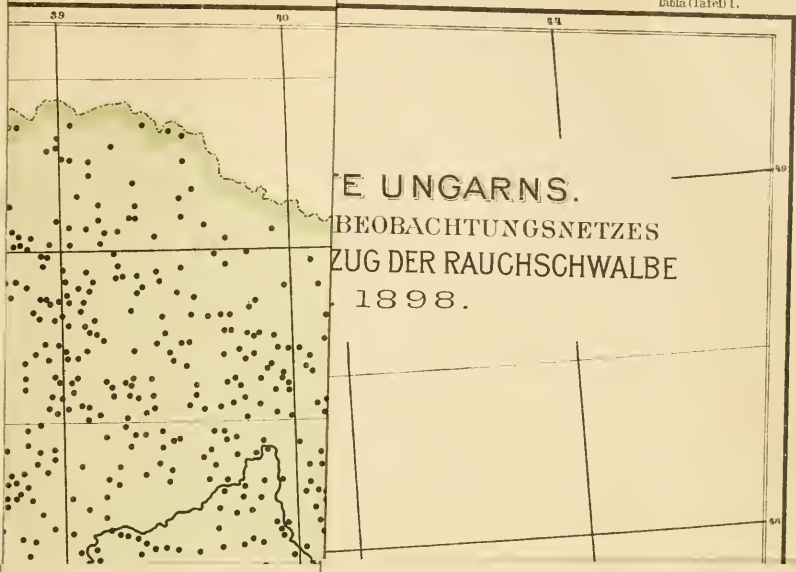 Tabla (Tafel) I.
39
40
44
49
E UNGARNS.
BEOBACHTUNGSNETZES
ZUG DER RAUCHSCHWALBE
1898.
48